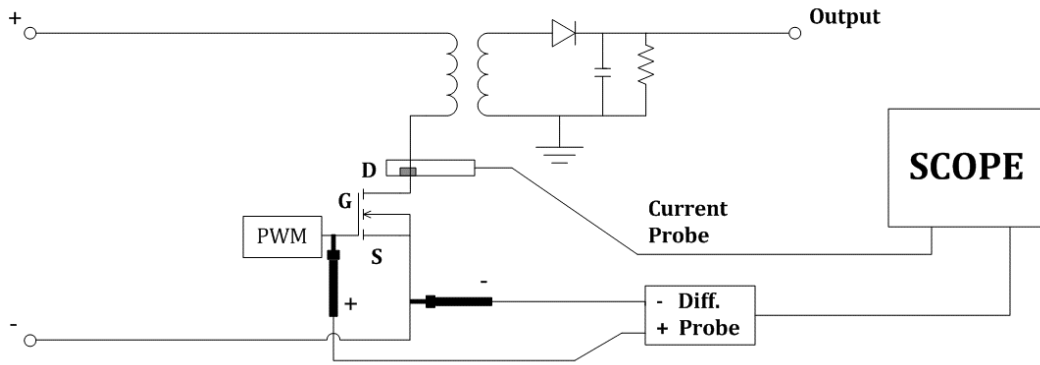 +
Output
D
G
SCOPE
PWM
S
Current
Probe
+
-
- Diff.
+ Probe
-